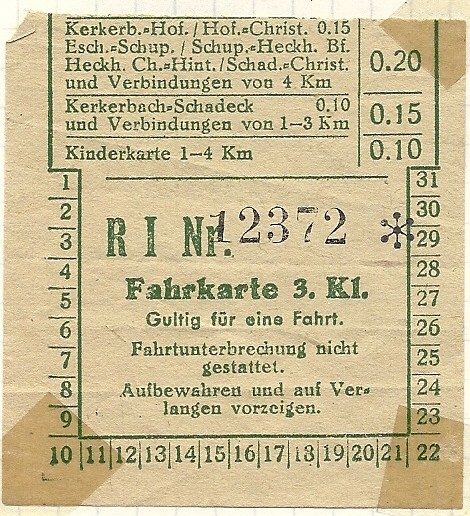 Kerkerb.=Hof. / Hof.=Christ. 0.15
Esch.=Schup. / Schup.=Heckh. Bf.
Heckh. Ch.=Hint. / Schad.=Christ.
und Verbindungen von 4 Km
0.20
Kerkerbach=Schadeck 0.10
und Verbindungen von 1—3 Km
0.15
Kinderkarte 1—4 Km
0.10
1 31
2 30
3 R I Nr. 12372 29
4 28
Fahrkarte 3. Kl.
5 27
Gultig für eine Fahrt.
6 26
Fahrtunterbrechung nicht
7 25
gestattet.
8 24
Aufbewahren und auf Ver=
langen vorzeigen.
9 23
10 11 12 13 14 15 16 17 18 19 20 21 22